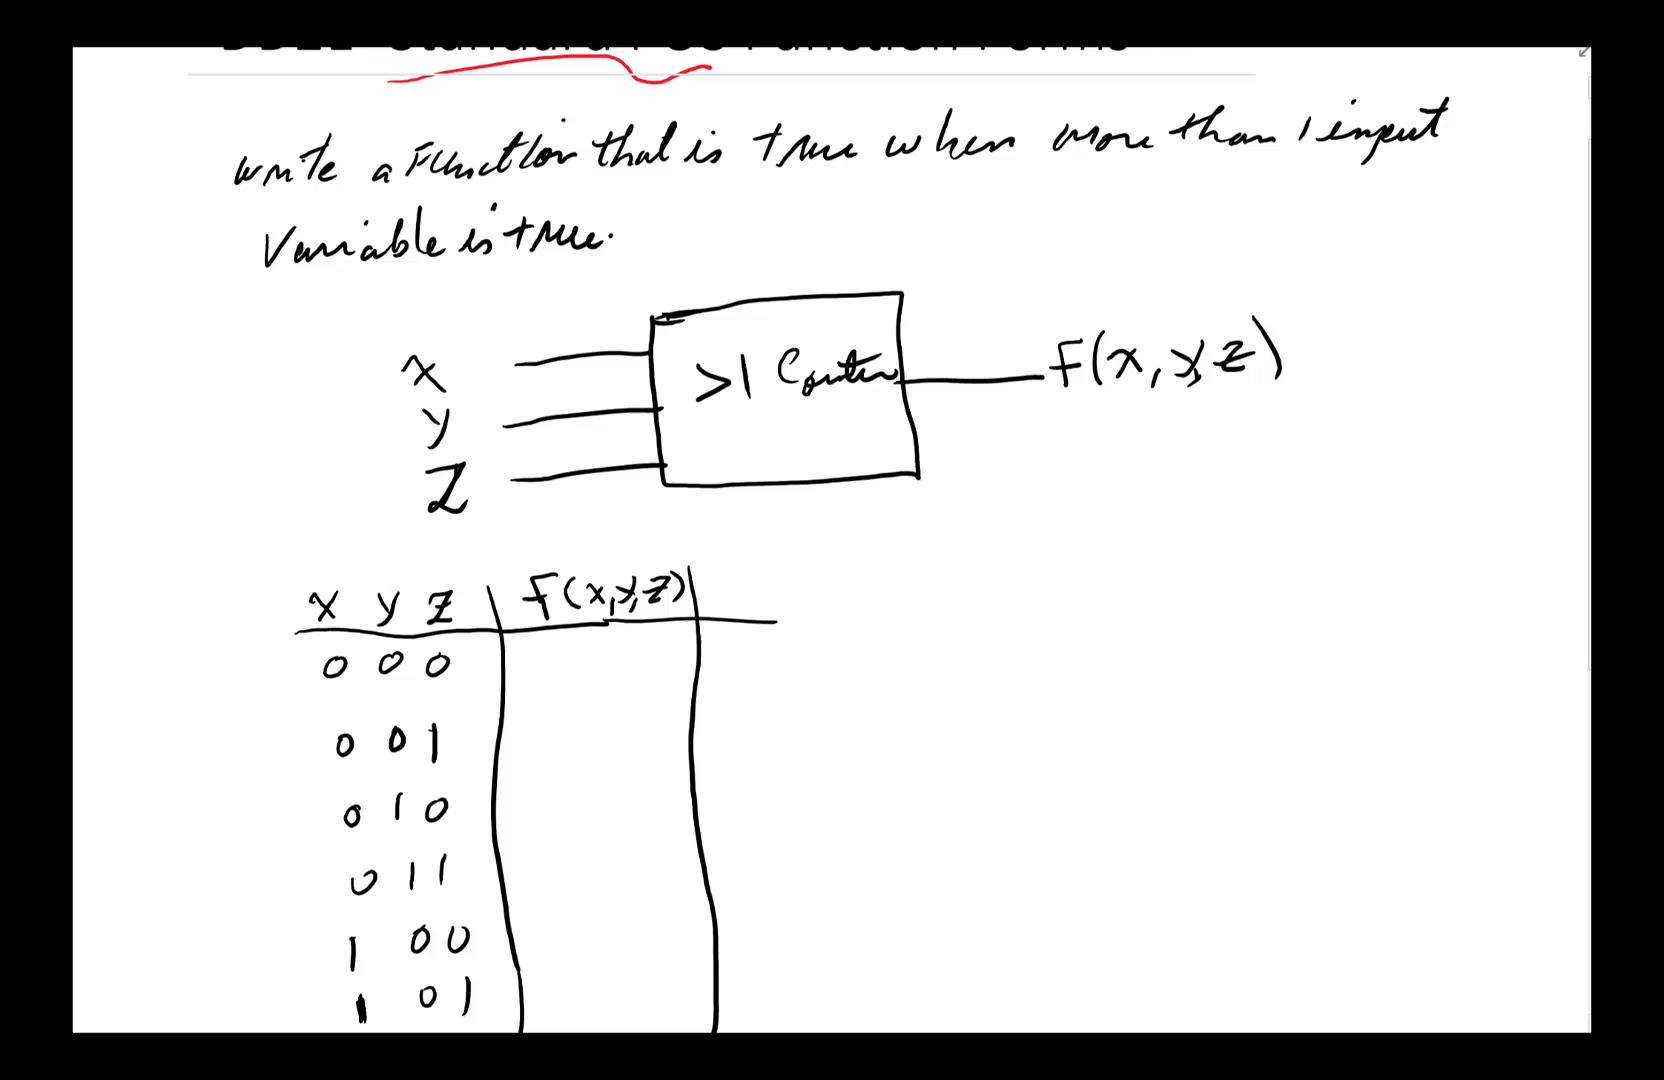 write a Function that is true when more than 1 input
Variable is true.
x
y
z
>1 Counter
F(x, y, z)
x y z F(x, y, z)
0 0 0
0 0 1
0 1 0
0 1 1
1 0 0
1 0 1